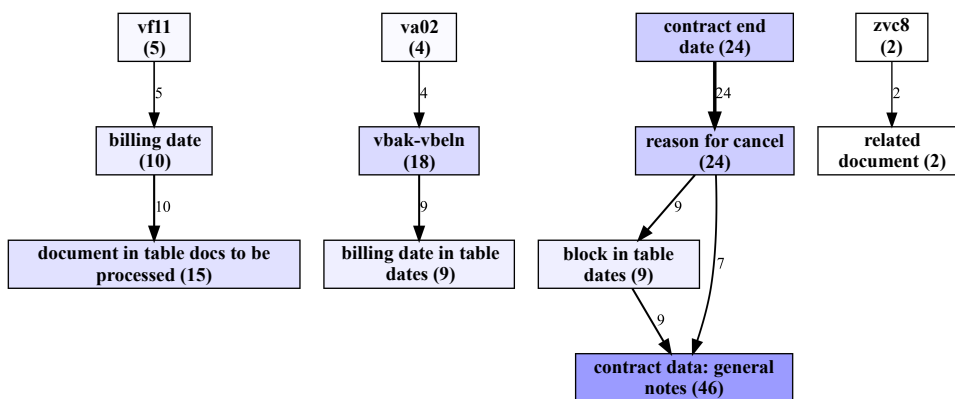 vf11
(5)
va02
(4)
contract end
date (24)
zvc8
(2)
5
4
24
2
billing date
(10)
vbak-vbeln
(18)
reason for cancel
(24)
related
document (2)
10
9
9
7
document in table docs to be
processed (15)
billing date in table
dates (9)
block in table
dates (9)
9
contract data: general
notes (46)